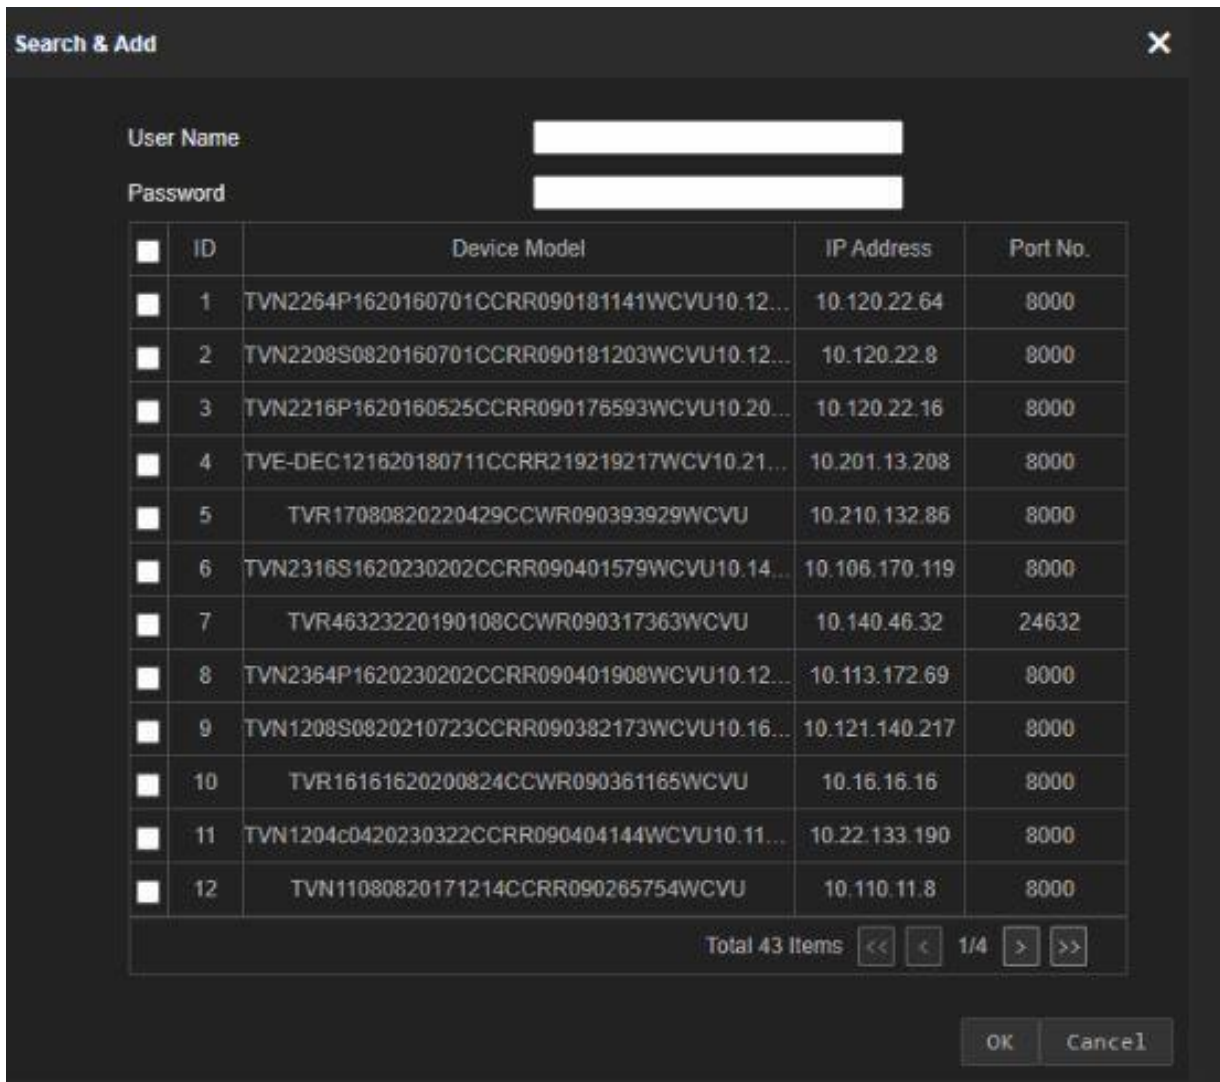 Search & Add
User Name
Password
ID Device Model IP Address Port No.
1 TVN2264P1620160701CCRR090181141WCVU10.12... 10.120.22.64 8000
2 TVN2208S0820160701CCRR090181203WCVU10.12... 10.120.22.8 8000
3 TVN2216P1620160525CCRR090176593WCVU10.20... 10.120.22.16 8000
4 TVE-DEC121620180711CCRR219219217WCV10.21... 10.201.13.208 8000
5 TVR17080820220429CCWR090393929WCVU 10.210.132.86 8000
6 TVN2316S1620230202CCRR090401579WCVU10.14... 10.106.170.119 8000
7 TVR46323220190108CCWR090317363WCVU 10.140.46.32 24632
8 TVN2364P1620230202CCRR090401908WCVU10.12... 10.113.172.69 8000
9 TVN1208S0820210723CCRR090382173WCVU10.16... 10.121.140.217 8000
10 TVR16161620200824CCWR090361165WCVU 10.16.16.16 8000
11 TVN1204c0420230322CCRR090404144WCVU10.11... 10.22.133.190 8000
12 TVN11080820171214CCRR090265754WCVU 10.110.11.8 8000
Total 43 Items << < 1/4 > >>
OK Cancel